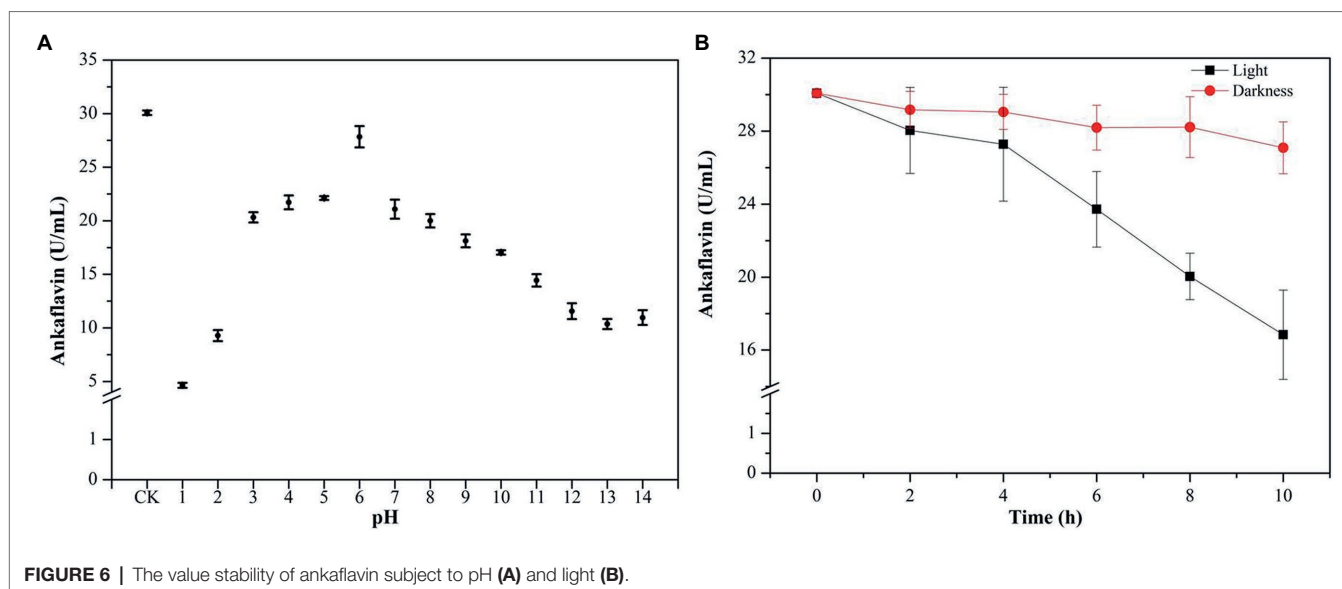 A
35
30
25
20
15
10
5
1
0
Ankaflavin (U/mL)
CK 1 2 3 4 5 6 7 8 9 10 11 12 13 14
pH
B
32
28
24
20
16
1
0
Ankaflavin (U/mL)
Light
Darkness
0 2 4 6 8 10
Time (h)
FIGURE 6 | The value stability of ankaflavin subject to pH (A) and light (B).